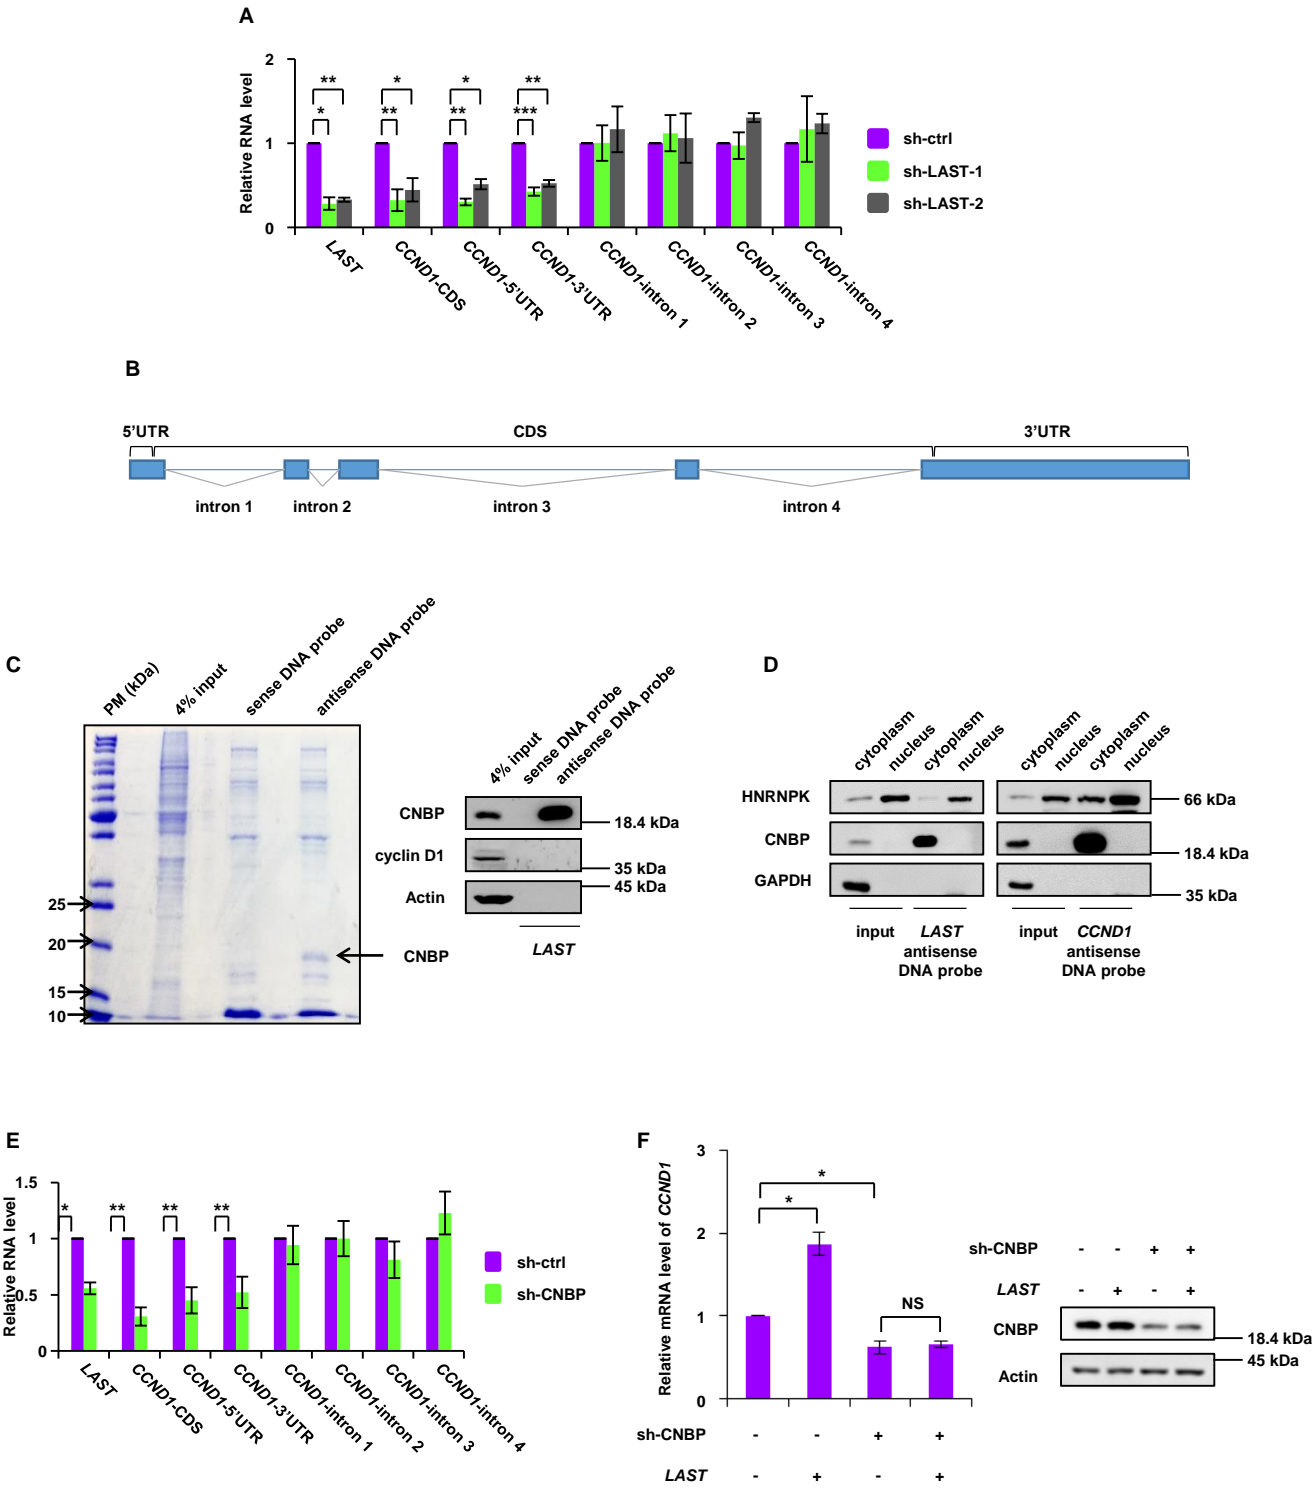 A
2
1
0
Relative RNA level
** * * **
* ** ** ***
sh-ctrl
sh-LAST-1
sh-LAST-2
LAST
CCND1-CDS
CCND1-5’UTR
CCND1-3’UTR
CCND1-intron 1
CCND1-intron 2
CCND1-intron 3
CCND1-intron 4
B
5’UTR CDS 3’UTR
intron 1 intron 2 intron 3 intron 4
C
PM (kDa)
4% input
sense DNA probe
antisense DNA probe
25
20
15
10
CNBP
4% input
sense DNA probe
antisense DNA probe
CNBP 18.4 kDa
cyclin D1 35 kDa
Actin 45 kDa
LAST
D
cytoplasm
nucleus
cytoplasm
nucleus
cytoplasm
nucleus
cytoplasm
nucleus
HNRNPK 66 kDa
CNBP 18.4 kDa
GAPDH 35 kDa
input LAST antisense DNA probe
input CCND1 antisense DNA probe
E
1.5
1
0.5
0
Relative RNA level
* ** ** **
sh-ctrl
sh-CNBP
LAST
CCND1-CDS
CCND1-5’UTR
CCND1-3’UTR
CCND1-intron 1
CCND1-intron 2
CCND1-intron 3
CCND1-intron 4
F
3
2
1
0
Relative mRNA level of CCND1
*
*
NS
sh-CNBP - - + +
LAST - + - +
sh-CNBP - - + +
LAST - + - +
CNBP 18.4 kDa
Actin 45 kDa